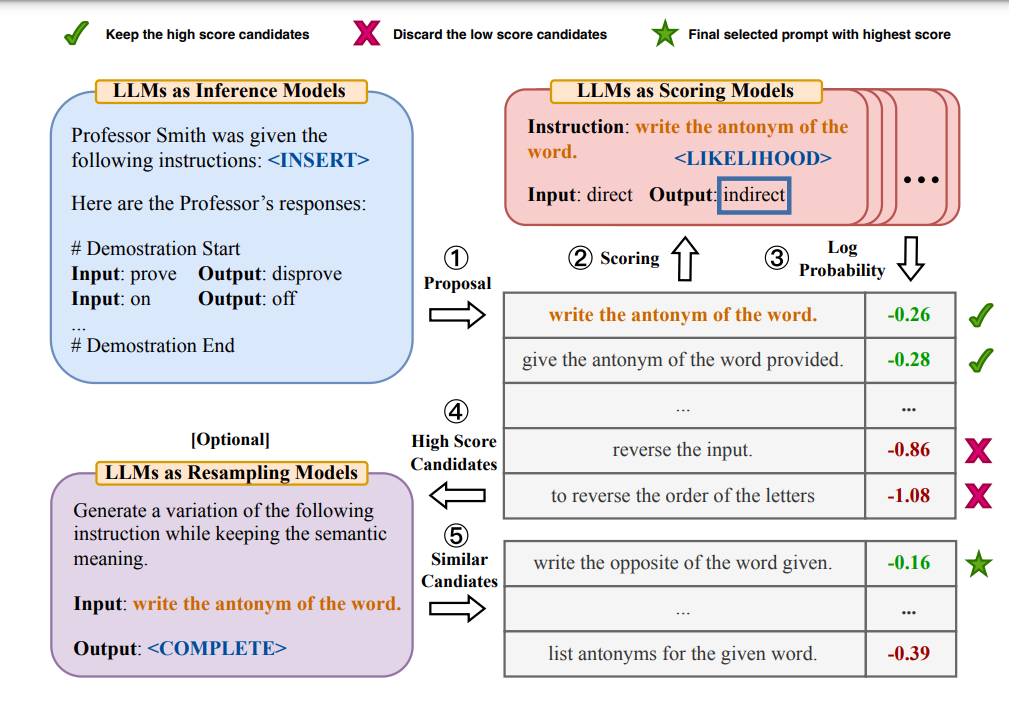 Keep the high score candidates
Discard the low score candidates
Final selected prompt with highest score
LLMs as Inference Models
Professor Smith was given the
following instructions: <INSERT>
Here are the Professor's responses:
# Demostration Start
Input: prove Output: disprove
Input: on Output: off
...
# Demostration End
LLMs as Scoring Models
Instruction: write the antonym of the
word.
<LIKELIHOOD>
Input: direct Output: indirect
...
① Proposal
② Scoring
③ Log
Probability
write the antonym of the word. -0.26
give the antonym of the word provided. -0.28
... ...
reverse the input. -0.86
to reverse the order of the letters -1.08
④
High Score
Candidates
[Optional]
LLMs as Resampling Models
Generate a variation of the following
instruction while keeping the semantic
meaning.
Input: write the antonym of the word.
Output: <COMPLETE>
⑤
Similar
Candiates
write the opposite of the word given. -0.16
... ...
list antonyms for the given word. -0.39